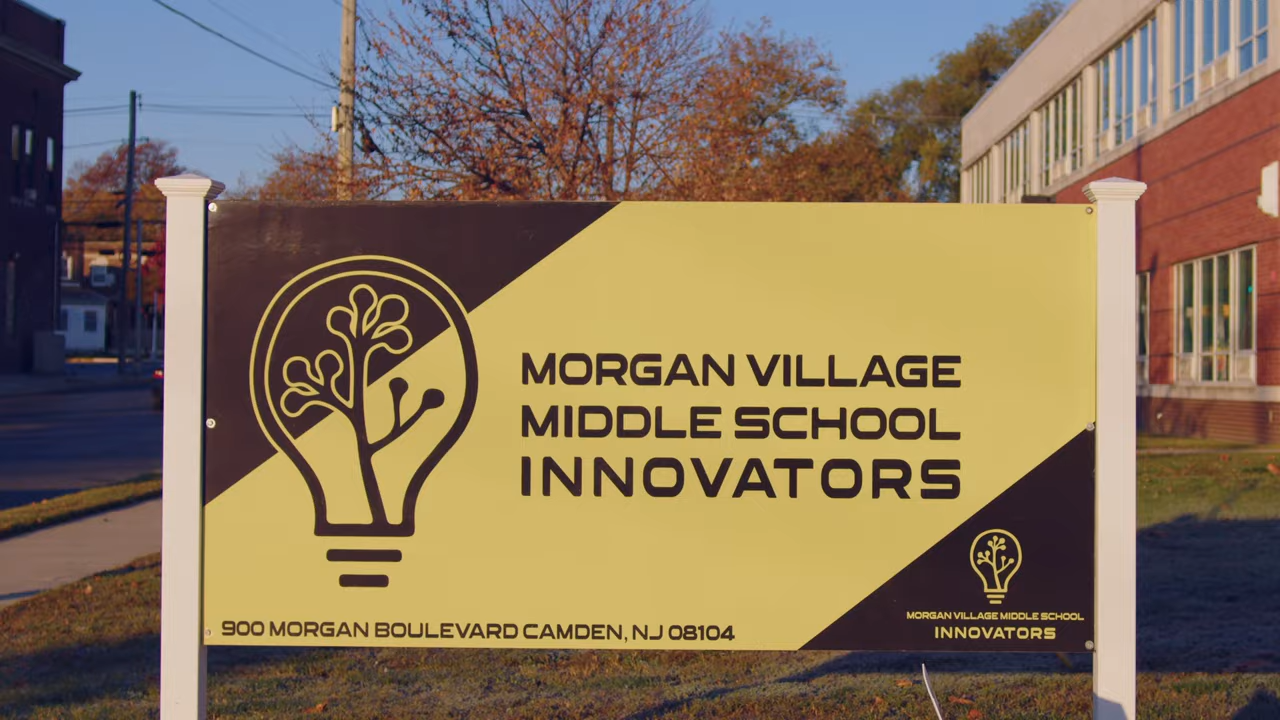 MORGAN VILLAGE
MIDDLE SCHOOL
INNOVATORS
900 MORGAN BOULEVARD CAMDEN, NJ 08104
MORGAN VILLAGE MIDDLE SCHOOL
INNOVATORS